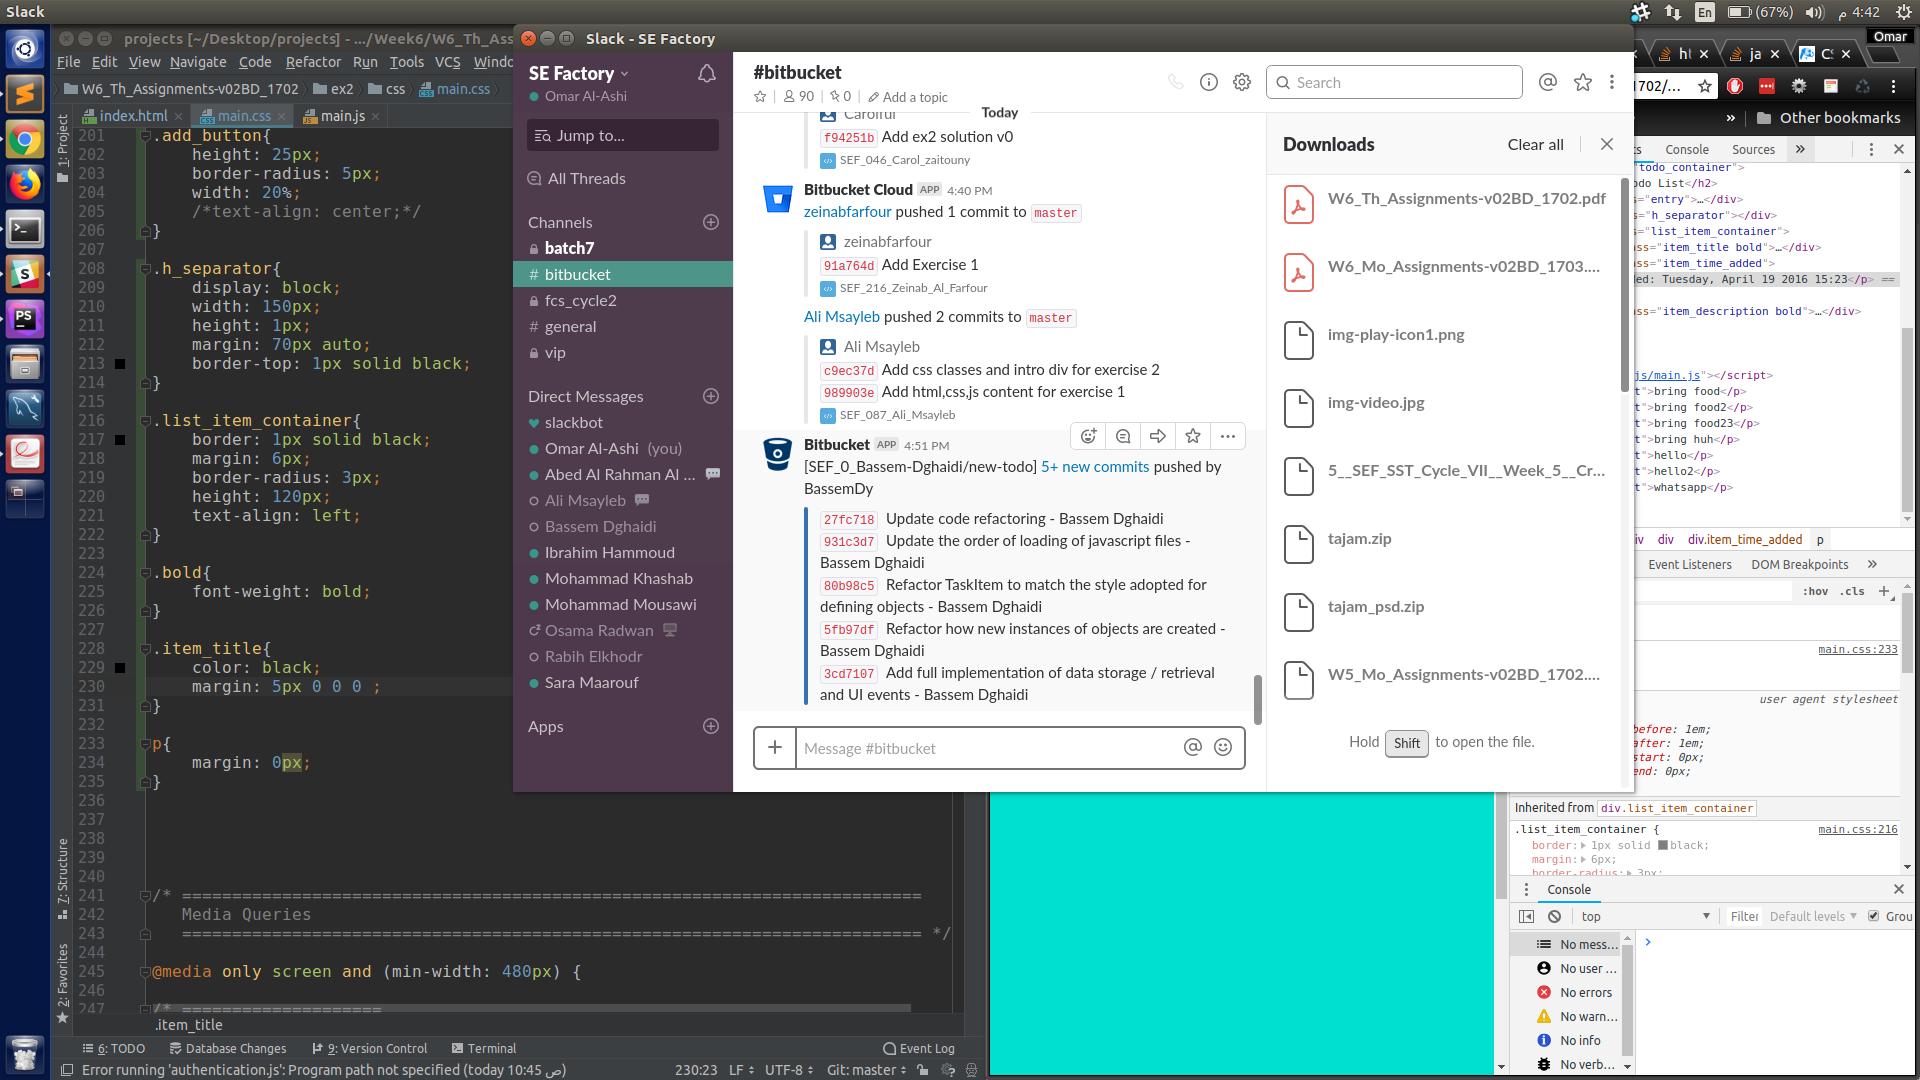 Slack
En
(67%)
4:42 م
projects [~/Desktop/projects] - .../Week6/W6_Th_Ass
File Edit View Navigate Code Refactor Run Tools VCS Windo
W6_Th_Assignments-v02BD_1702 ex2 css main.css
index.html main.css main.js
1: Project
7: Structure
2: Favorites
201 .add_button{
202 height: 25px;
203 border-radius: 5px;
204 width: 20%;
205 /*text-align: center;*/
206 }
207
208 .h_separator{
209 display: block;
210 width: 150px;
211 height: 1px;
212 margin: 70px auto;
213 border-top: 1px solid black;
214 }
215
216 .list_item_container{
217 border: 1px solid black;
218 margin: 6px;
219 border-radius: 3px;
220 height: 120px;
221 text-align: left;
222 }
223
224 .bold{
225 font-weight: bold;
226 }
227
228 .item_title{
229 color: black;
230 margin: 5px 0 0 0 ;
231 }
232
233 p{
234 margin: 0px;
235 }
236
237
238
239
240
241 /* ==========================================================================
242 Media Queries
243 ========================================================================== */
244
245 @media only screen and (min-width: 480px) {
246
247 /* ====================
.item_title
6: TODO Database Changes 9: Version Control Terminal Event Log
Error running 'authentication.js': Program path not specified (today 10:45 ص)
230:23 LF UTF-8 Git: master
Slack - SE Factory
SE Factory
Omar Al-Ashi
Jump to...
All Threads
Channels
batch7
# bitbucket
fcs_cycle2
# general
vip
Direct Messages
slackbot
Omar Al-Ashi (you)
Abed Al Rahman Al ...
Ali Msayleb
Bassem Dghaidi
Ibrahim Hammoud
Mohammad Khashab
Mohammad Mousawi
Osama Radwan
Rabih Elkhodr
Sara Maarouf
Apps
#bitbucket
90 | 0 | Add a topic
Search
Today
f94251b Add ex2 solution v0
SEF_046_Carol_zaitouny
Bitbucket Cloud APP 4:40 PM
zeinabfarfour pushed 1 commit to master
zeinabfarfour
91a764d Add Exercise 1
SEF_216_Zeinab_Al_Farfour
Ali Msayleb pushed 2 commits to master
Ali Msayleb
c9ec37d Add css classes and intro div for exercise 2
989903e Add html,css,js content for exercise 1
SEF_087_Ali_Msayleb
Bitbucket APP 4:51 PM
[SEF_0_Bassem-Dghaidi/new-todo] 5+ new commits pushed by
BassemDy
27fc718 Update code refactoring - Bassem Dghaidi
931c3d7 Update the order of loading of javascript files -
Bassem Dghaidi
80b98c5 Refactor TaskItem to match the style adopted for
defining objects - Bassem Dghaidi
5fb97df Refactor how new instances of objects are created -
Bassem Dghaidi
3cd7107 Add full implementation of data storage / retrieval
and UI events - Bassem Dghaidi
Message #bitbucket
Downloads
Clear all
W6_Th_Assignments-v02BD_1702.pdf
W6_Mo_Assignments-v02BD_1703....
img-play-icon1.png
img-video.jpg
5__SEF_SST_Cycle_VII__Week_5__Cr...
tajam.zip
tajam_psd.zip
W5_Mo_Assignments-v02BD_1702....
Hold Shift to open the file.
Omar
ht ja CS
1702/...
» Other bookmarks
ts Console Sources »
"todo_container">
odo List</h2>
s="entry">…</div>
"h_separator"></div>
"list_item_container">
ass="item_title bold">…</div>
ass="item_time_added">
ded: Tuesday, April 19 2016 15:23</p> ==
ass="item_description bold">…</div>
js/main.js"></script>
t">bring food</p>
t">bring food2</p>
t">bring food23</p>
t">bring huh</p>
t">hello</p>
t">hello2</p>
t">whatsapp</p>
iv div div.item_time_added p
Event Listeners DOM Breakpoints »
:hov .cls +
main.css:233
user agent stylesheet
before: 1em;
after: 1em;
start: 0px;
end: 0px;
Inherited from div.list_item_container
.list_item_container { main.css:216
border: 1px solid black;
margin: 6px;
border-radius: 3px;
Console
top Filter Default levels Grou
No mess...
No user ...
No errors
No warn...
No info
No verb...